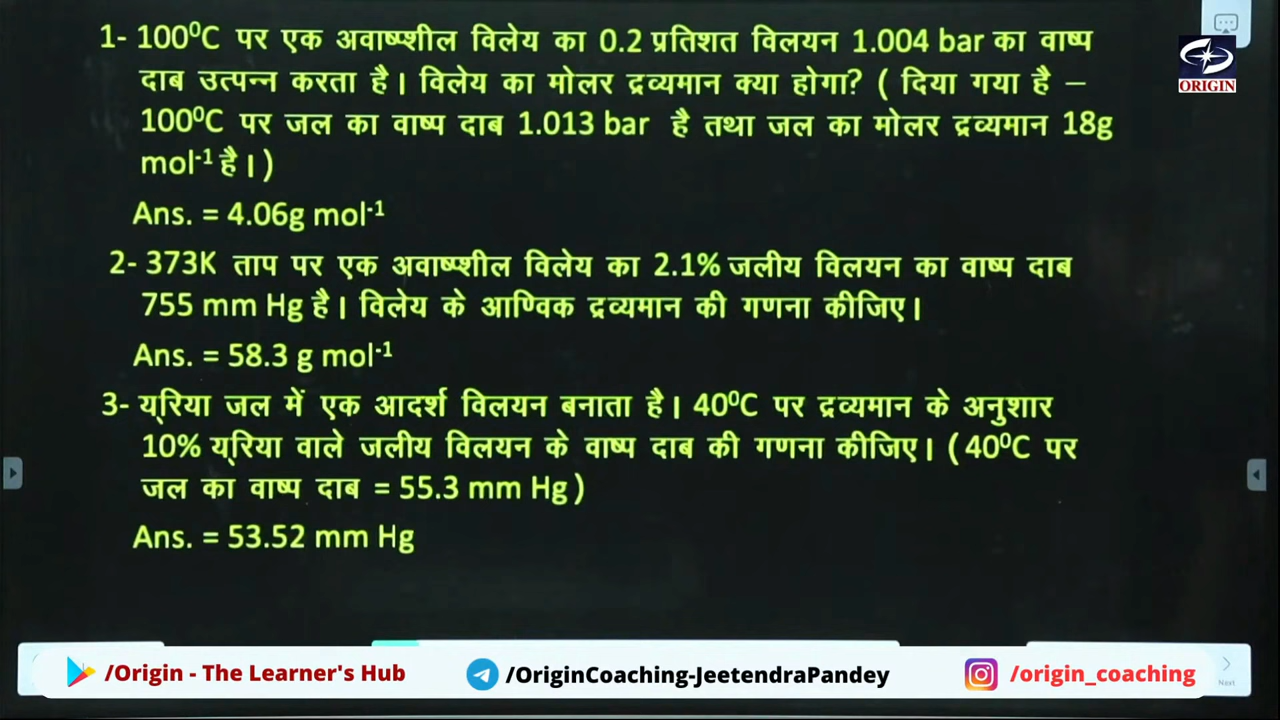 1- 100⁰C पर एक अवाष्पशील विलेय का 0.2 प्रतिशत विलयन 1.004 bar का वाष्प
दाब उत्पन्न करता है। विलेय का मोलर द्रव्यमान क्या होगा? ( दिया गया है –
100⁰C पर जल का वाष्प दाब 1.013 bar है तथा जल का मोलर द्रव्यमान 18g
mol⁻¹ है। )
Ans. = 4.06g mol⁻¹
2- 373K ताप पर एक अवाष्पशील विलेय का 2.1% जलीय विलयन का वाष्प दाब
755 mm Hg है। विलेय के आण्विक द्रव्यमान की गणना कीजिए।
Ans. = 58.3 g mol⁻¹
3- य्रिया जल में एक आदर्श विलयन बनाता है। 40⁰C पर द्रव्यमान के अनुशार
10% य्रिया वाले जलीय विलयन के वाष्प दाब की गणना कीजिए। ( 40⁰C पर
जल का वाष्प दाब = 55.3 mm Hg )
Ans. = 53.52 mm Hg
ORIGIN
/Origin - The Learner's Hub
/OriginCoaching-JeetendraPandey
/origin_coaching
Next